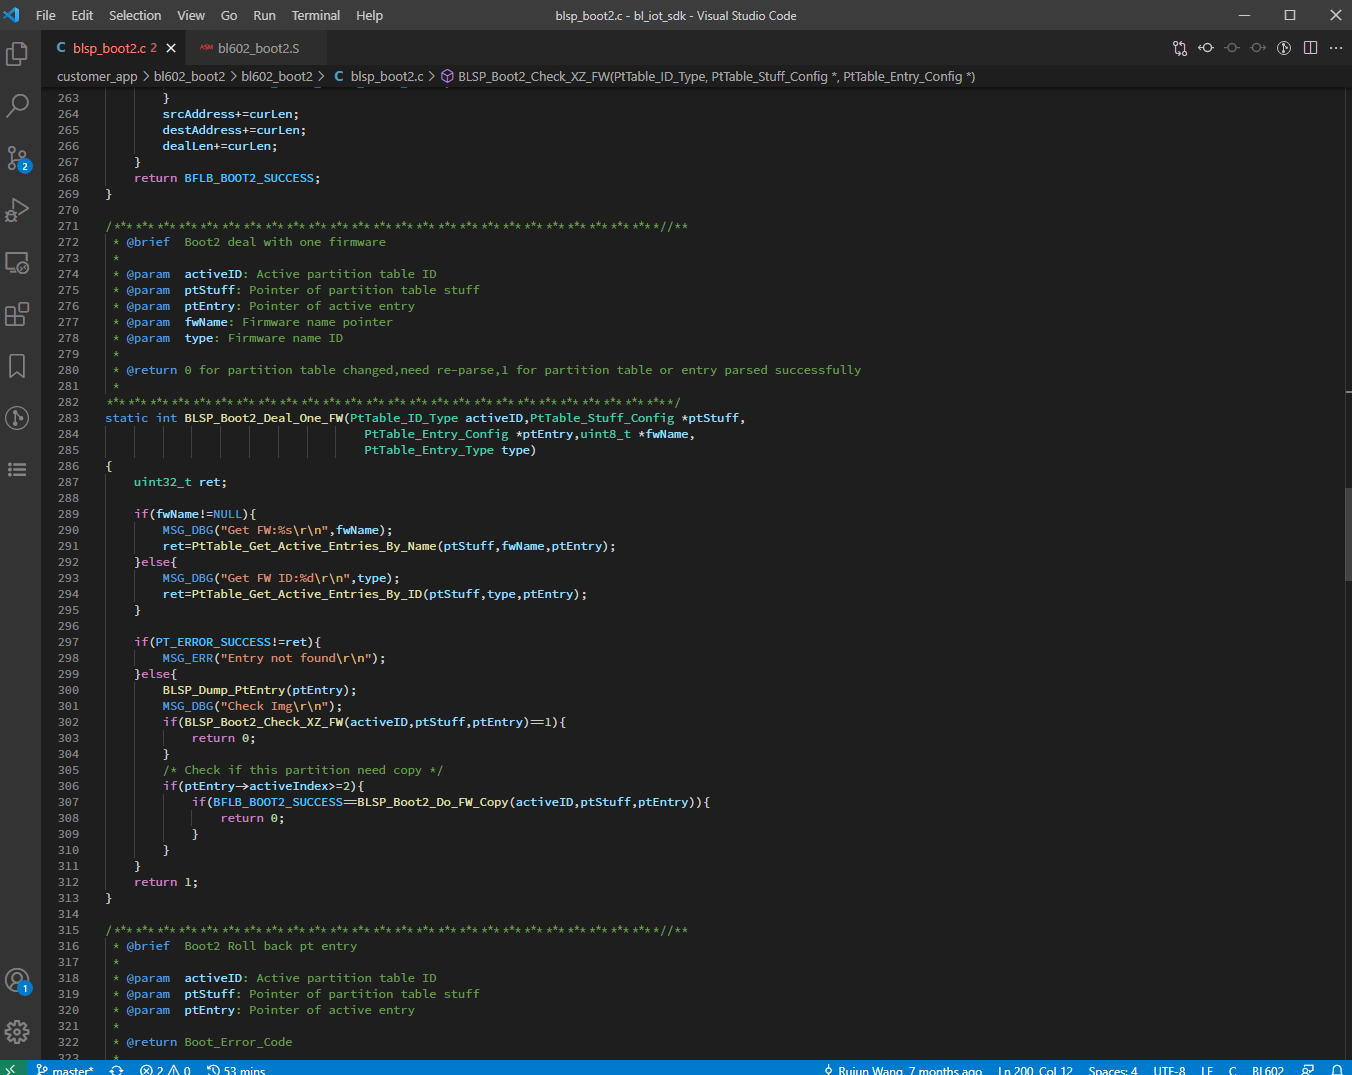 File Edit Selection View Go Run Terminal Help blsp_boot2.c - bl_iot_sdk - Visual Studio Code
C blsp_boot2.c 2 ASM bl602_boot2.S
customer_app > bl602_boot2 > bl602_boot2 > C blsp_boot2.c > BLSP_Boot2_Check_XZ_FW(PtTable_ID_Type, PtTable_Stuff_Config *, PtTable_Entry_Config *)
263 }
264 srcAddress+=curLen;
265 destAddress+=curLen;
266 dealLen+=curLen;
267 }
268 return BFLB_BOOT2_SUCCESS;
269 }
270
271 /****************************************************************************//**
272 * @brief Boot2 deal with one firmware
273 *
274 * @param activeID: Active partition table ID
275 * @param ptStuff: Pointer of partition table stuff
276 * @param ptEntry: Pointer of active entry
277 * @param fwName: Firmware name pointer
278 * @param type: Firmware name ID
279 *
280 * @return 0 for partition table changed,need re-parse,1 for partition table or entry parsed successfully
281 *
282 *******************************************************************************/
283 static int BLSP_Boot2_Deal_One_FW(PtTable_ID_Type activeID,PtTable_Stuff_Config *ptStuff,
284 PtTable_Entry_Config *ptEntry,uint8_t *fwName,
285 PtTable_Entry_Type type)
286 {
287 uint32_t ret;
288
289 if(fwName!=NULL){
290 MSG_DBG("Get FW:%s\r\n",fwName);
291 ret=PtTable_Get_Active_Entries_By_Name(ptStuff,fwName,ptEntry);
292 }else{
293 MSG_DBG("Get FW ID:%d\r\n",type);
294 ret=PtTable_Get_Active_Entries_By_ID(ptStuff,type,ptEntry);
295 }
296
297 if(PT_ERROR_SUCCESS!=ret){
298 MSG_ERR("Entry not found\r\n");
299 }else{
300 BLSP_Dump_PtEntry(ptEntry);
301 MSG_DBG("Check Img\r\n");
302 if(BLSP_Boot2_Check_XZ_FW(activeID,ptStuff,ptEntry)==1){
303 return 0;
304 }
305 /* Check if this partition need copy */
306 if(ptEntry->activeIndex>=2){
307 if(BFLB_BOOT2_SUCCESS==BLSP_Boot2_Do_FW_Copy(activeID,ptStuff,ptEntry)){
308 return 0;
309 }
310 }
311 }
312 return 1;
313 }
314
315 /****************************************************************************//**
316 * @brief Boot2 Roll back pt entry
317 *
318 * @param activeID: Active partition table ID
319 * @param ptStuff: Pointer of partition table stuff
320 * @param ptEntry: Pointer of active entry
321 *
322 * @return Boot_Error_Code
323 *
2
1
master* 2 0 53 mins Rujun Wang, 7 months ago Ln 200, Col 12 Spaces: 4 UTF-8 LF C BL602